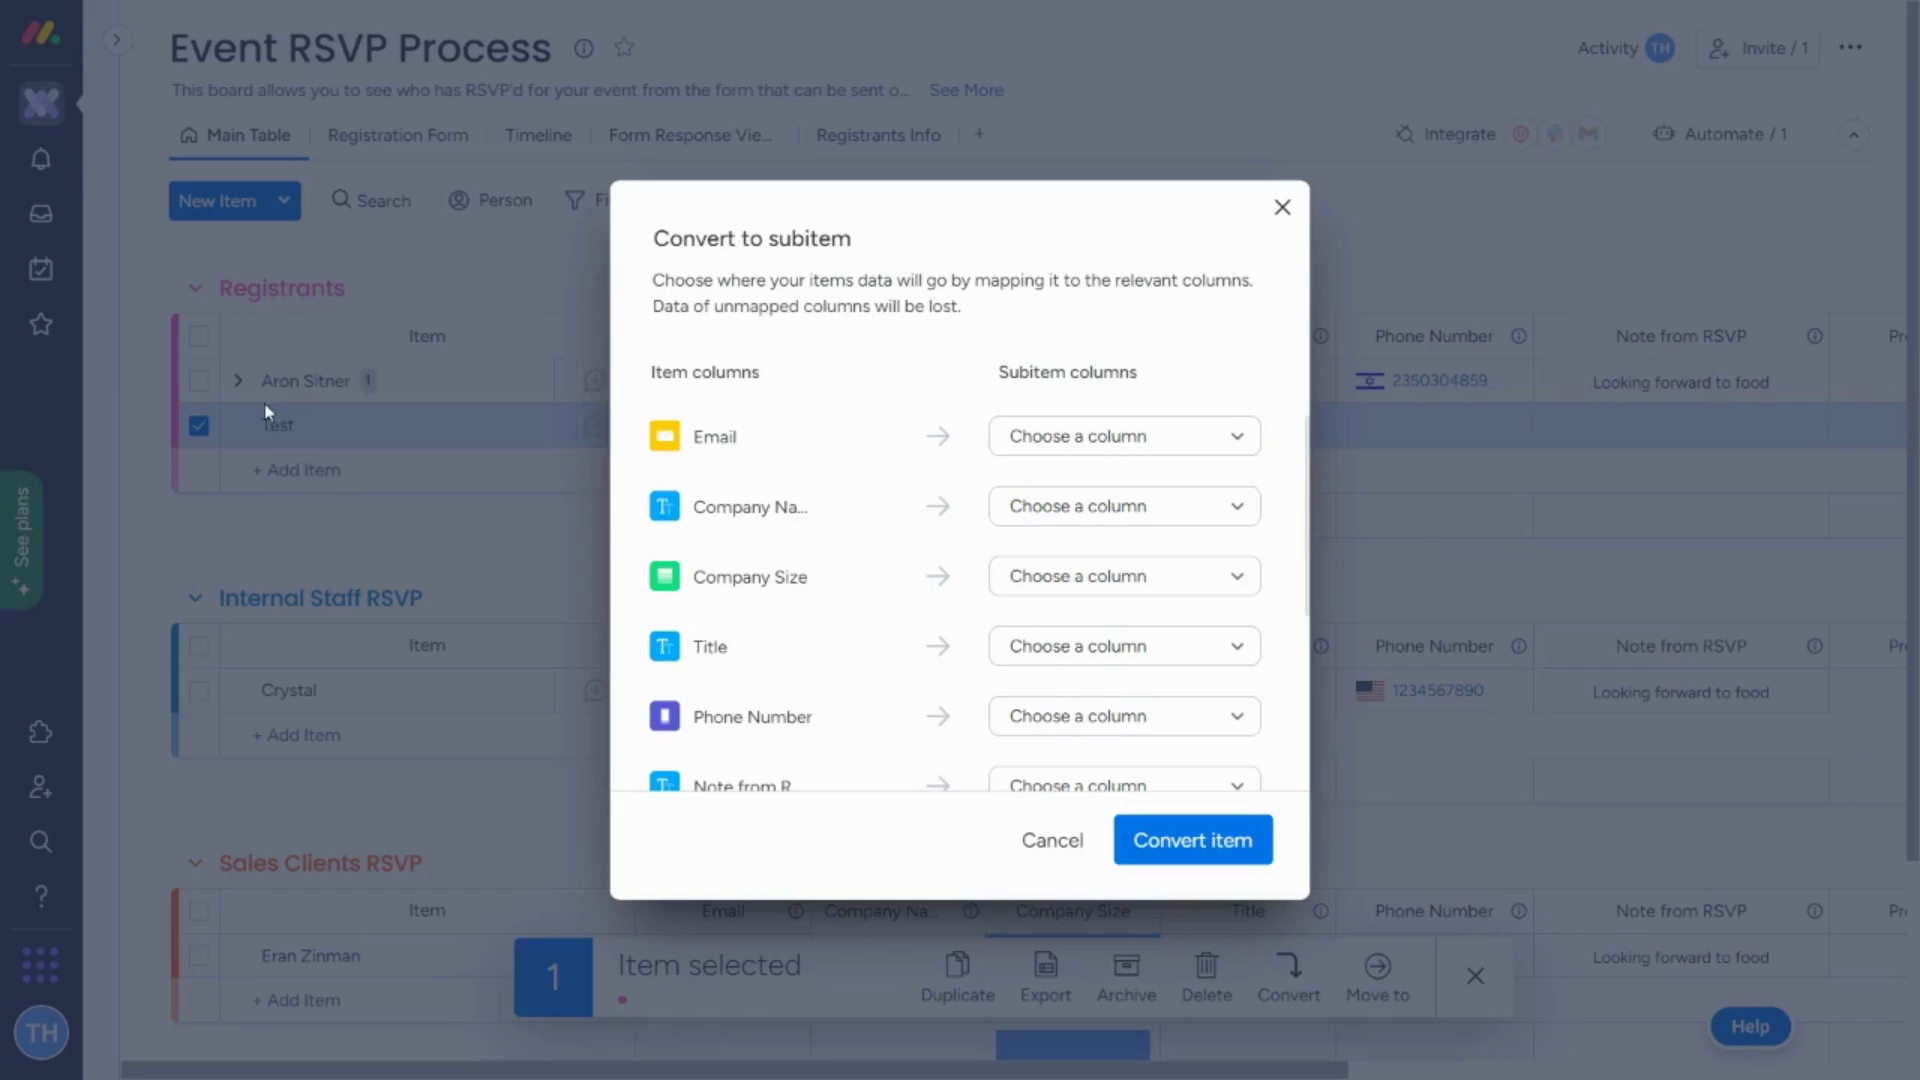 Event RSVP Process
Activity TH Invite / 1
This board allows you to see who has RSVP'd for your event from the form that can be sent o... See More
Main Table Registration Form Timeline Form Response Vie... Registrants Info + Integrate Automate / 1
New Item Search Person
Convert to subitem
Choose where your items data will go by mapping it to the relevant columns.
Data of unmapped columns will be lost.
Item columns Subitem columns
Email Choose a column
Company Na... Choose a column
Company Size Choose a column
Title Choose a column
Phone Number Choose a column
Note from R... Choose a column
Cancel Convert item
Registrants
Item Phone Number Note from RSVP
Aron Sitner 1 2350304859 Looking forward to food
Test
+ Add Item
See plans
Internal Staff RSVP
Item Phone Number Note from RSVP
Crystal 1234567890 Looking forward to food
+ Add Item
Sales Clients RSVP
Item Email Company Na... Company Size Title Phone Number Note from RSVP
Eran Zinman Looking forward to food
+ Add Item
1 Item selected
Duplicate Export Archive Delete Convert Move to
TH
Help